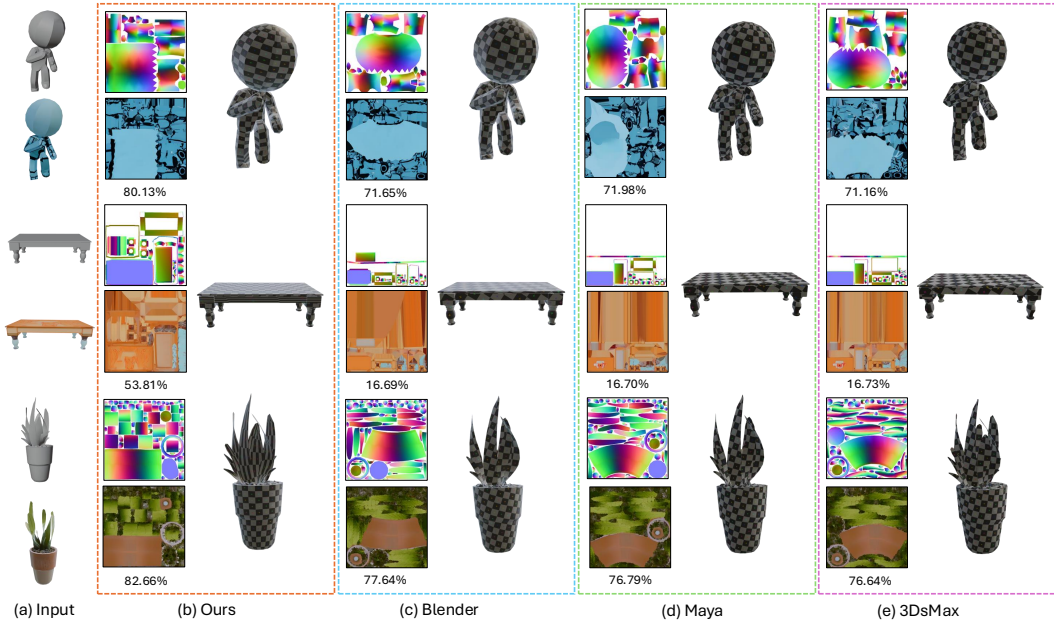 80.13%
71.65%
71.98%
71.16%
53.81%
16.69%
16.70%
16.73%
82.66%
77.64%
76.79%
76.64%
(a) Input
(b) Ours
(c) Blender
(d) Maya
(e) 3DsMax